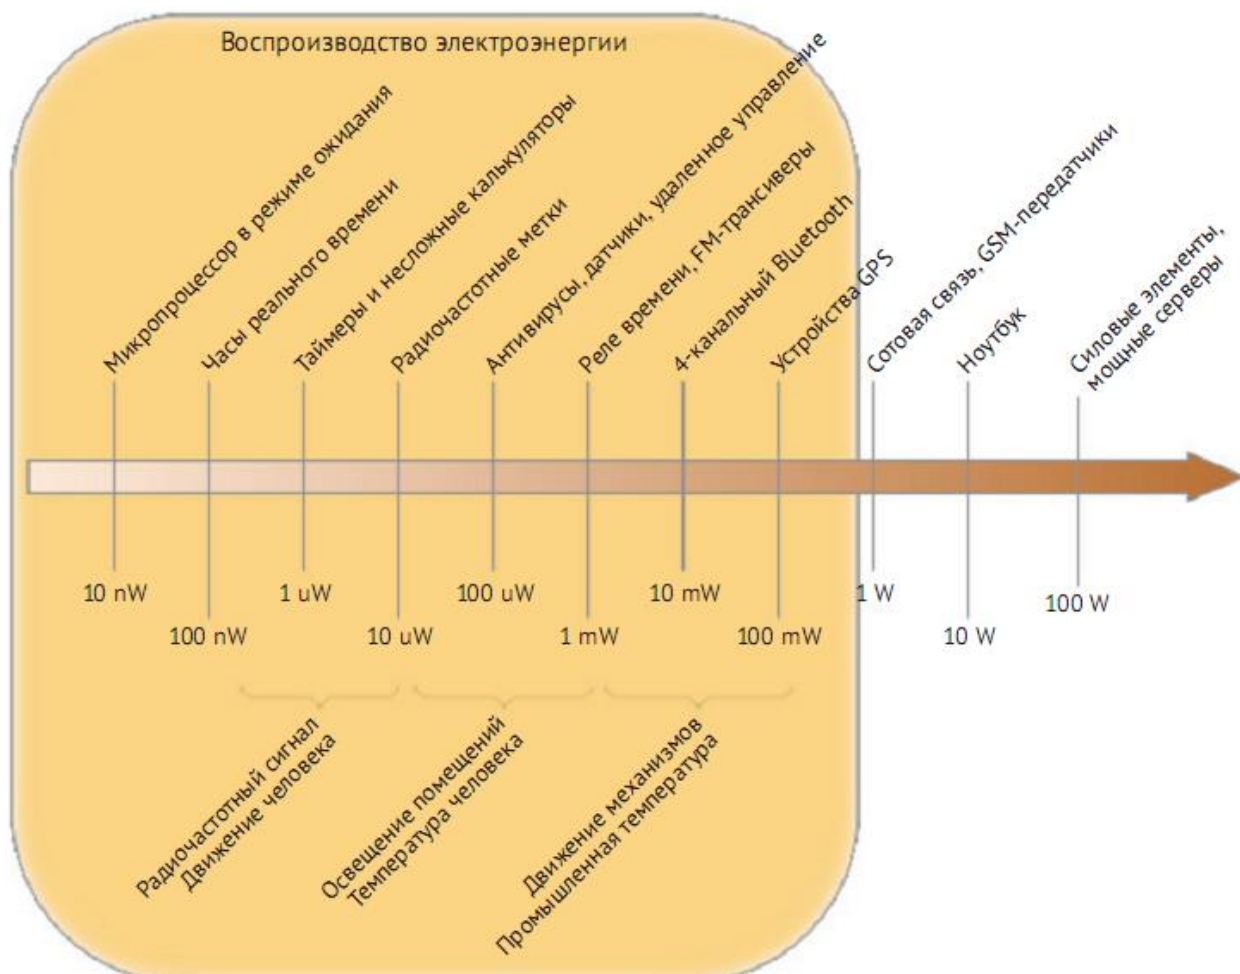 Воспроизводство электроэнергии
Микропроцессор в режиме ожидания
Часы реального времени
Таймеры и несложные калькуляторы
Радиочастотные метки
Антивирусы, датчики, удаленное управление
Реле времени, FM-трансиверы
4-канальный Bluetooth
Устройства GPS
Сотовая связь, GSM-передатчики
Ноутбук
Силовые элементы,
мощные серверы
10 nW
100 nW
1 uW
10 uW
100 uW
1 mW
10 mW
100 mW
1 W
10 W
100 W
Радиочастотный сигнал
Движение человека
Освещение помещений
Температура человека
Движение механизмов
Промышленная температура